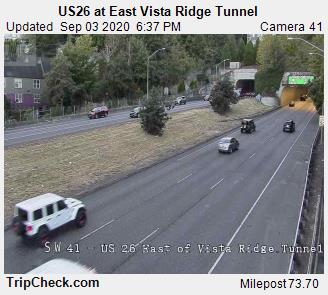 US26 at East Vista Ridge Tunnel
Updated  Sep 03 2020  6:37 PM
Camera 41
SW 41 - US 26 East of Vista Ridge Tunnel
TripCheck.com
Milepost 73.70